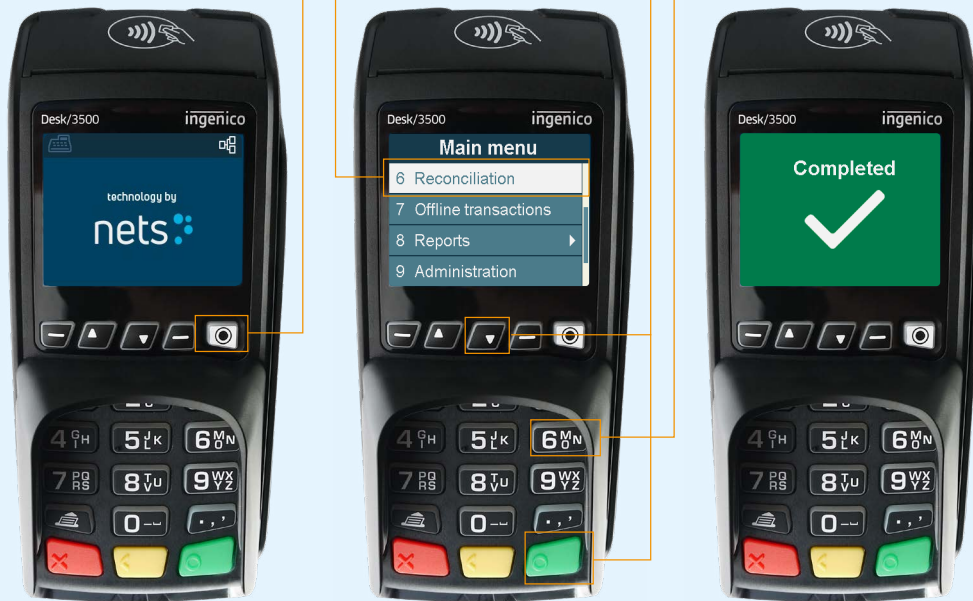 Desk/3500 ingenico
technology by
nets
4 GHI 5 JKL 6 MNO
7 PQRS 8 TUV 9 WXYZ
0 -- . , '
Desk/3500 ingenico
Main menu
6 Reconciliation
7 Offline transactions
8 Reports
9 Administration
4 GHI 5 JKL 6 MNO
7 PQRS 8 TUV 9 WXYZ
0 -- . , '
Desk/3500 ingenico
Completed
4 GHI 5 JKL 6 MNO
7 PQRS 8 TUV 9 WXYZ
0 -- . , '